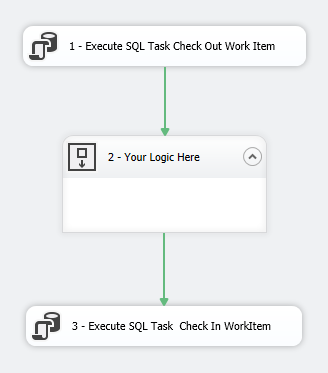 1 - Execute SQL Task Check Out Work Item
2 - Your Logic Here
3 - Execute SQL Task  Check In WorkItem